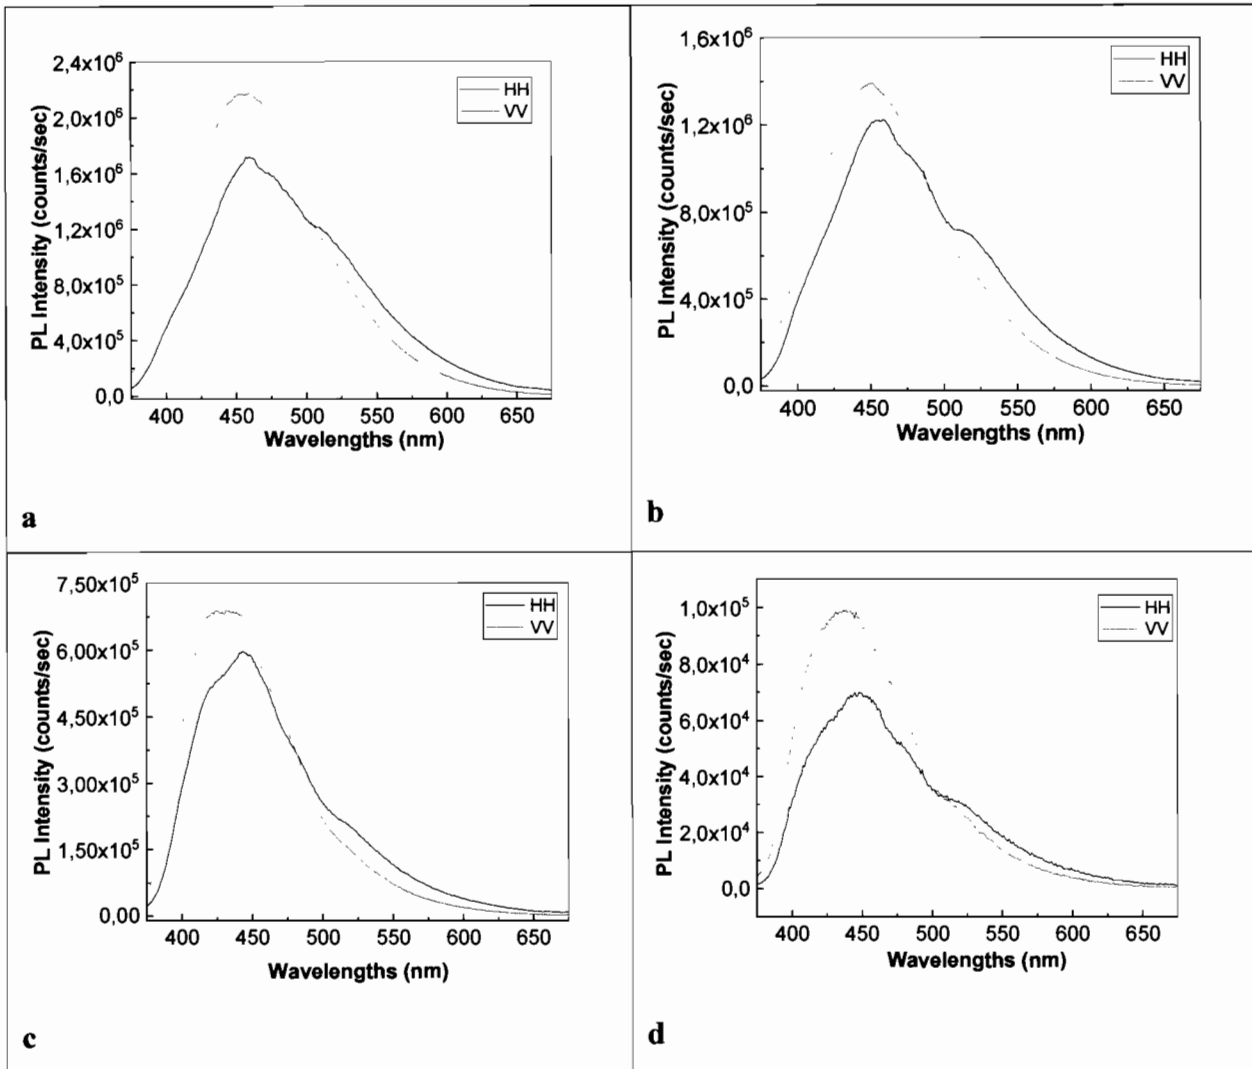 2,4x10⁶
2,0x10⁶
1,6x10⁶
1,2x10⁶
8,0x10⁵
4,0x10⁵
0,0
PL Intensity (counts/sec)
HH
VV
400 450 500 550 600 650
Wavelengths (nm)
a
1,6x10⁶
1,2x10⁶
8,0x10⁵
4,0x10⁵
0,0
PL Intensity (counts/sec)
HH
VV
400 450 500 550 600 650
Wavelengths (nm)
b
7,50x10⁵
6,00x10⁵
4,50x10⁵
3,00x10⁵
1,50x10⁵
0,00
PL Intensity (counts/sec)
HH
VV
400 450 500 550 600 650
Wavelengths (nm)
c
1,0x10⁵
8,0x10⁴
6,0x10⁴
4,0x10⁴
2,0x10⁴
0,0
PL Intensity (counts/sec)
HH
VV
400 450 500 550 600 650
Wavelengths (nm)
d